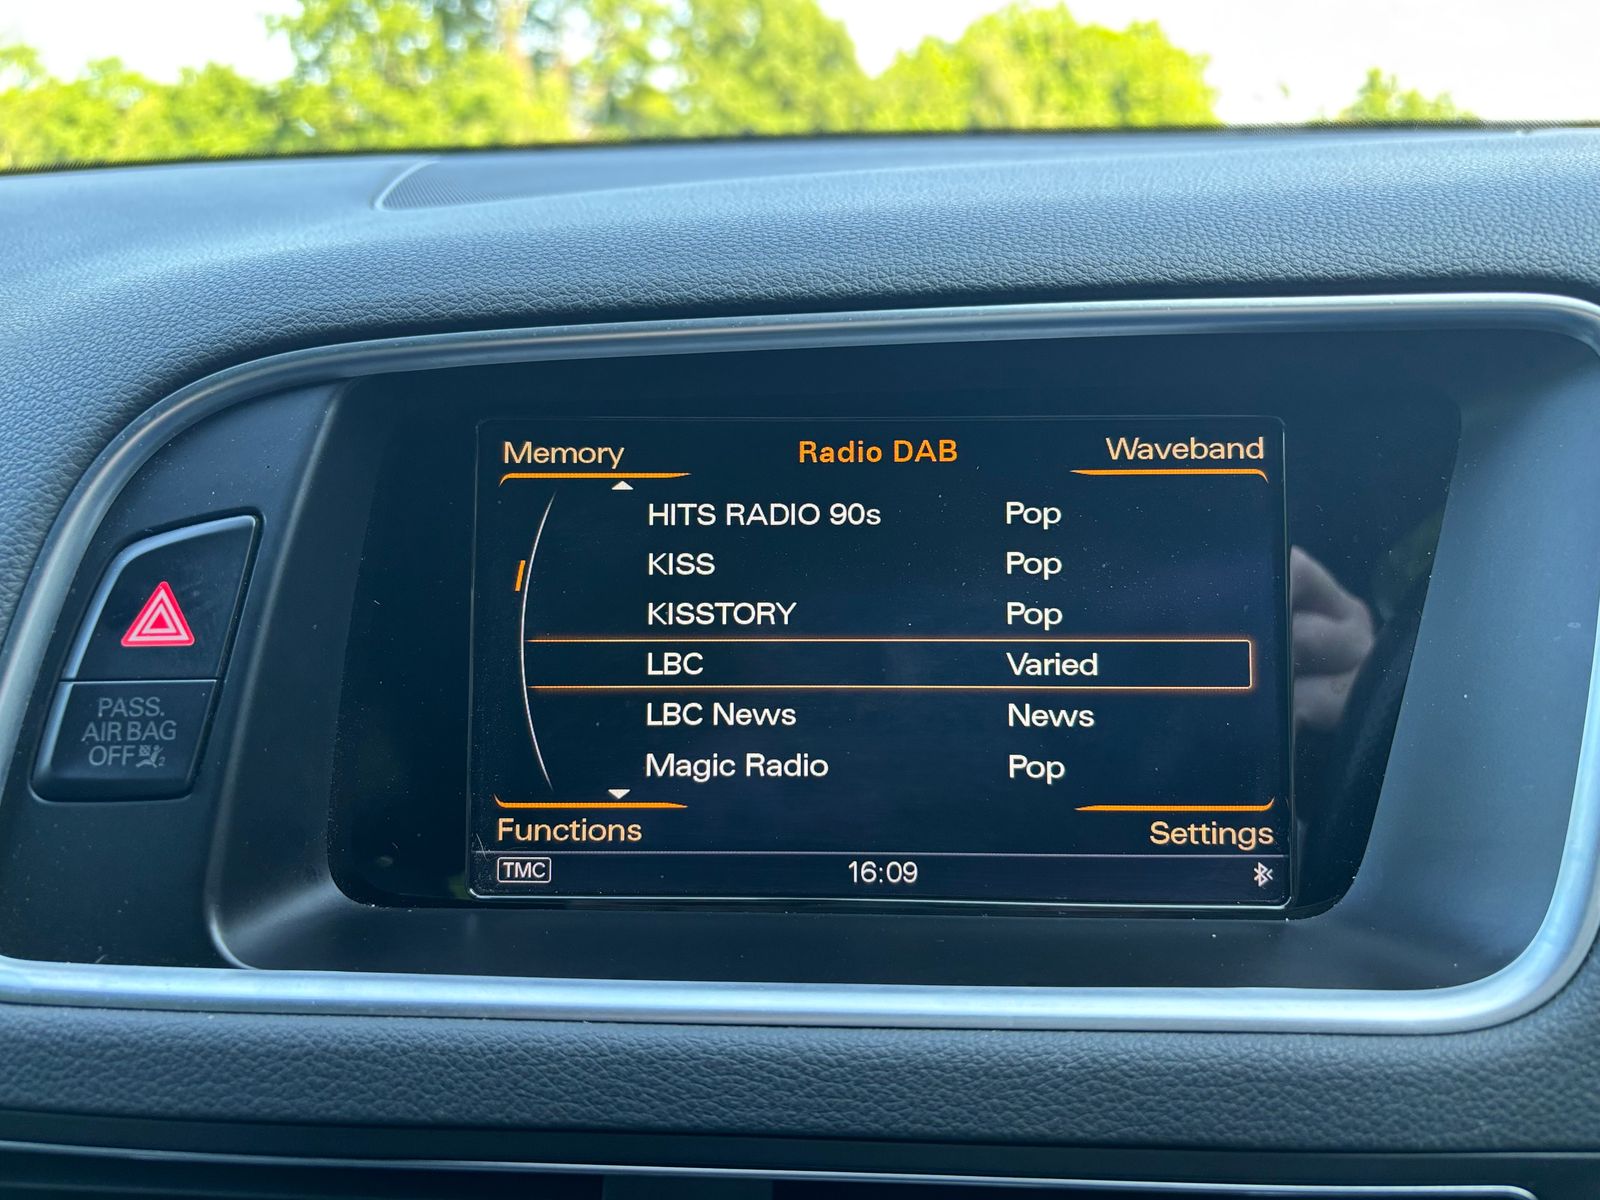 Memory Radio DAB Waveband
HITS RADIO 90s Pop
KISS Pop
KISSTORY Pop
LBC Varied
LBC News News
Magic Radio Pop
Functions Settings
TMC 16:09
PASS.
AIR BAG
OFF 2